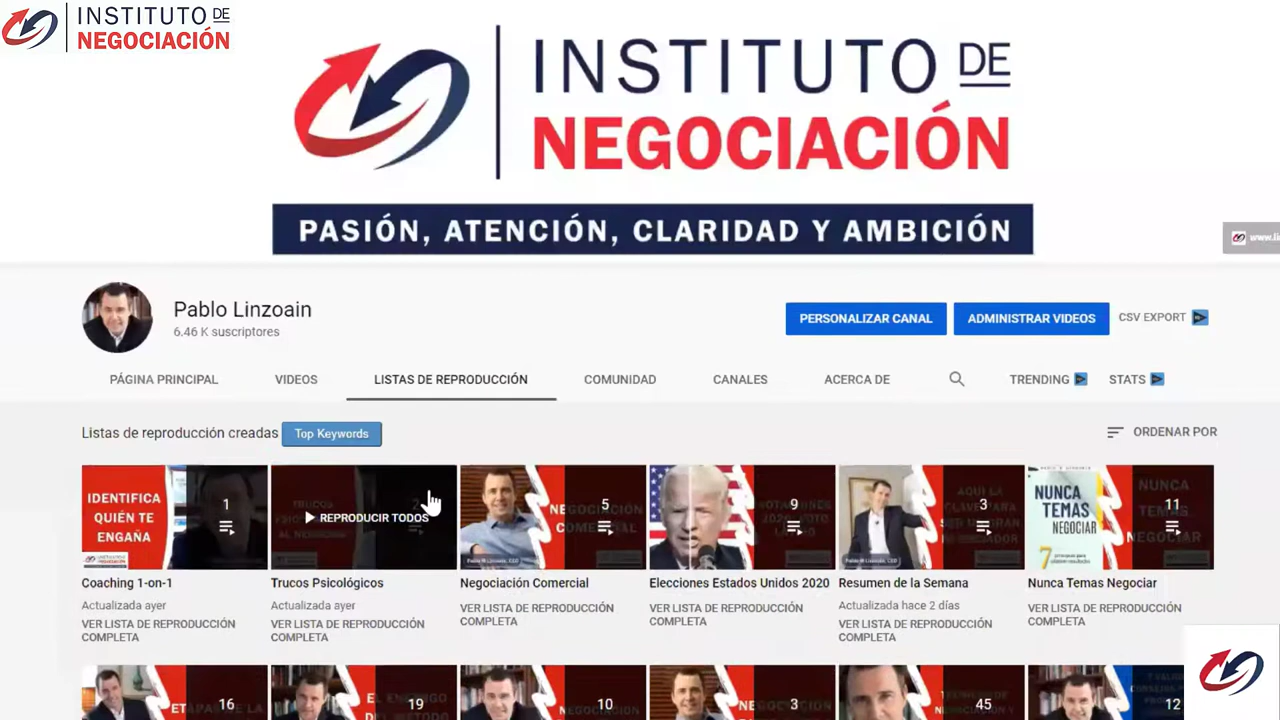 INSTITUTO DE
NEGOCIACIÓN
INSTITUTO DE
NEGOCIACIÓN
PASIÓN, ATENCIÓN, CLARIDAD Y AMBICIÓN
Pablo Linzoain
6.46 K suscriptores
PERSONALIZAR CANAL
ADMINISTRAR VIDEOS
CSV EXPORT
PÁGINA PRINCIPAL
VIDEOS
LISTAS DE REPRODUCCIÓN
COMUNIDAD
CANALES
ACERCA DE
TRENDING
STATS
Listas de reproducción creadas
Top Keywords
ORDENAR POR
IDENTIFICA
QUIÉN TE
ENGAÑA
1
REPRODUCIR TODOS
5
9
3
NUNCA
TEMAS
NEGOCIAR
7
11
Coaching 1-on-1
Trucos Psicológicos
Negociación Comercial
Elecciones Estados Unidos 2020
Resumen de la Semana
Nunca Temas Negociar
Actualizada ayer
Actualizada ayer
VER LISTA DE REPRODUCCIÓN
COMPLETA
VER LISTA DE REPRODUCCIÓN
COMPLETA
Actualizada hace 2 días
VER LISTA DE REPRODUCCIÓN
COMPLETA
VER LISTA DE REPRODUCCIÓN
COMPLETA
VER LISTA DE REPRODUCCIÓN
COMPLETA
VER LISTA DE REPRODUCCIÓN
COMPLETA
16
19
10
3
45
12